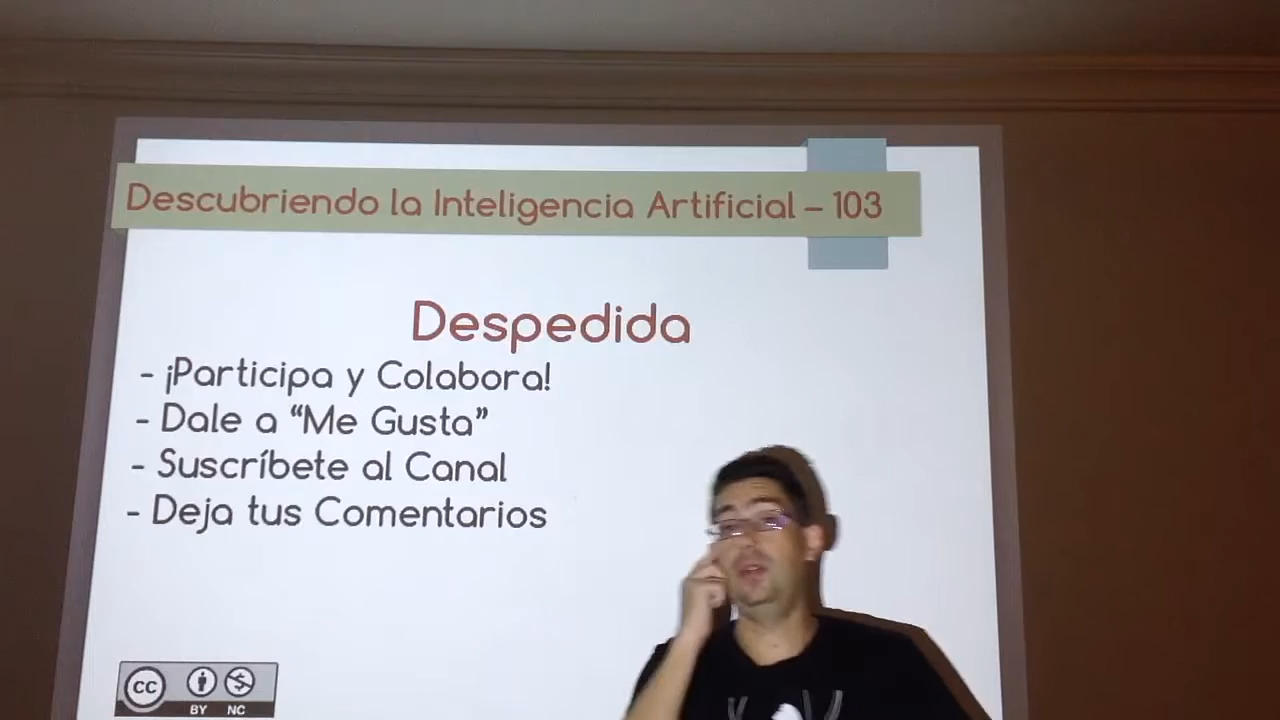 Descubriendo la Inteligencia Artificial – 103
Despedida
- ¡Participa y Colabora!
- Dale a “Me Gusta”
- Suscríbete al Canal
- Deja tus Comentarios
cc
BY NC